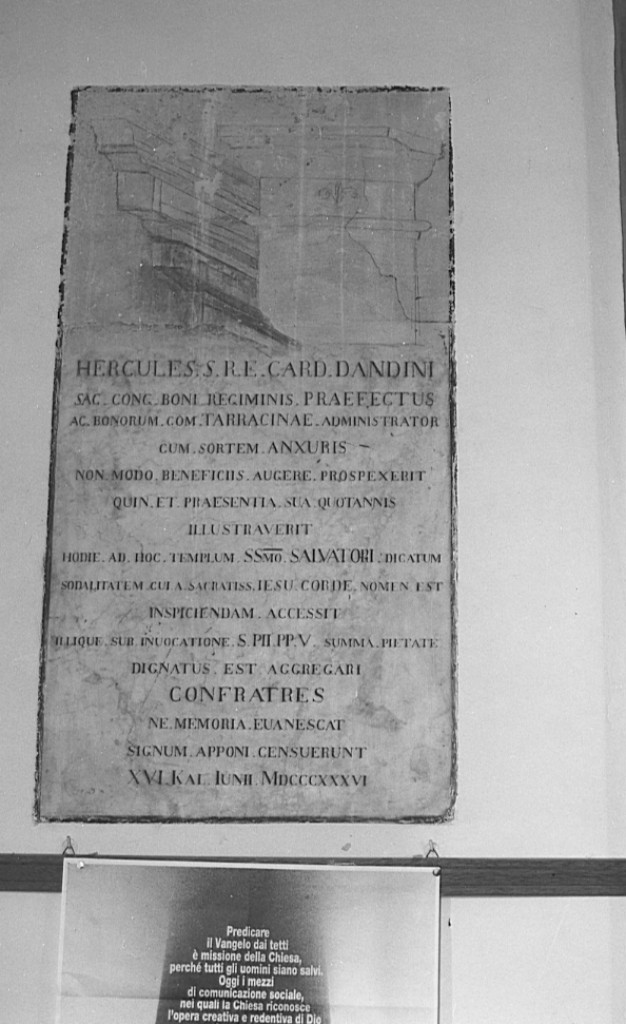 HERCULES. S. R. E. CARD. DANDINI
SAC. CONG. BONI REGIMINIS. PRAEFECTUS
AC. BONORUM. COM. TARRACINAE. ADMINISTRATOR
CUM. SORTEM. ANXURIS
NON. MODO. BENEFICIIS. AUGERE. PROSPEXERIT
QUIN. ET. PRAESENTIA. SUA QUOTANNIS
ILLUSTRAVERIT
HODIE. AD. HOC. TEMPLUM. SSMO. SALVATORI. DICATUM
SODALITATEM. CUI A. SACRATISS. IESU. CORDE. NOMEN EST
INSPICIENDAM. ACCESSIT
ILLIQUE. SUB. INUOCATIONE. S. PII. PP. V. SUMMA. PIETATE
DIGNATUS. EST. AGGREGARI
CONFRATRES
NE. MEMORIA. EUANESCAT
SIGNUM. APPONI. CENSUERUNT
XVI. KAL. IUNII. MDCCCXXXVI
Predicare
il Vangelo dai tetti
è missione della Chiesa,
perché tutti gli uomini siano salvi.
Oggi i mezzi
di comunicazione sociale,
nei quali la Chiesa riconosce
l'opera creativa e redentiva di Dio